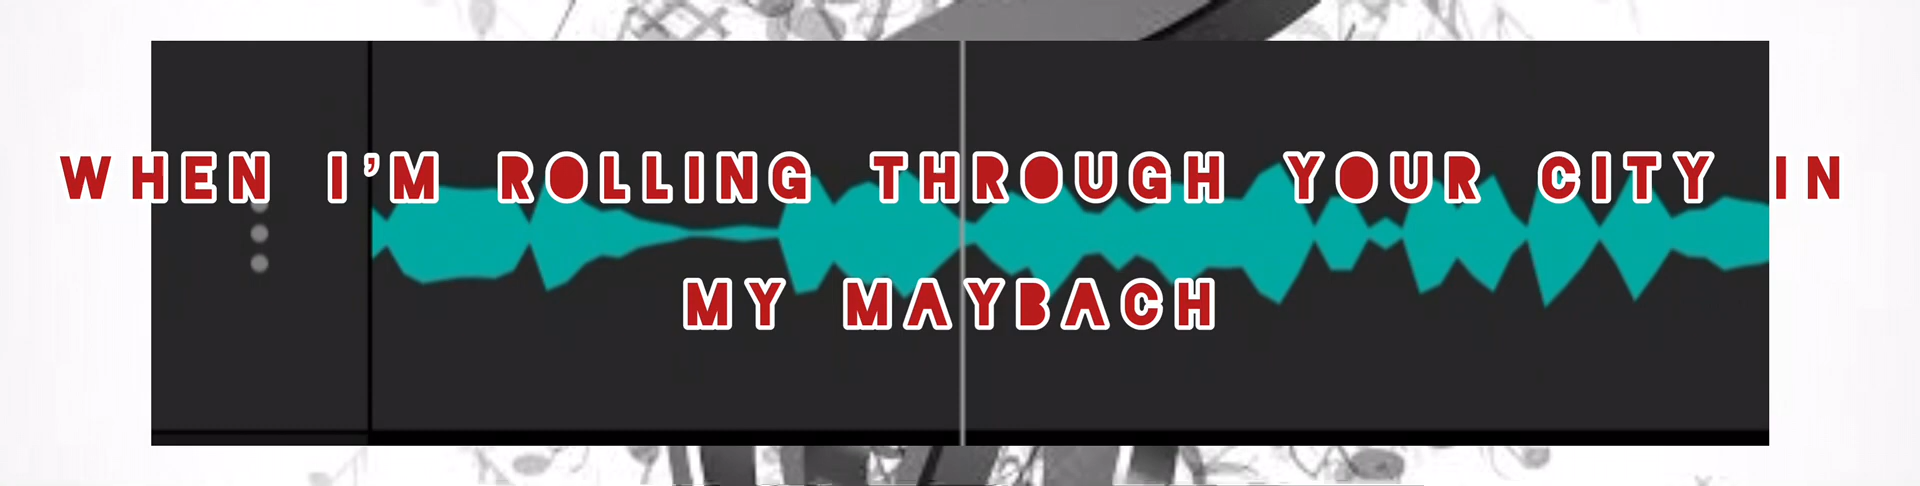 WHEN I’M ROLLING THROUGH YOUR CITY IN
MY MAYBACH